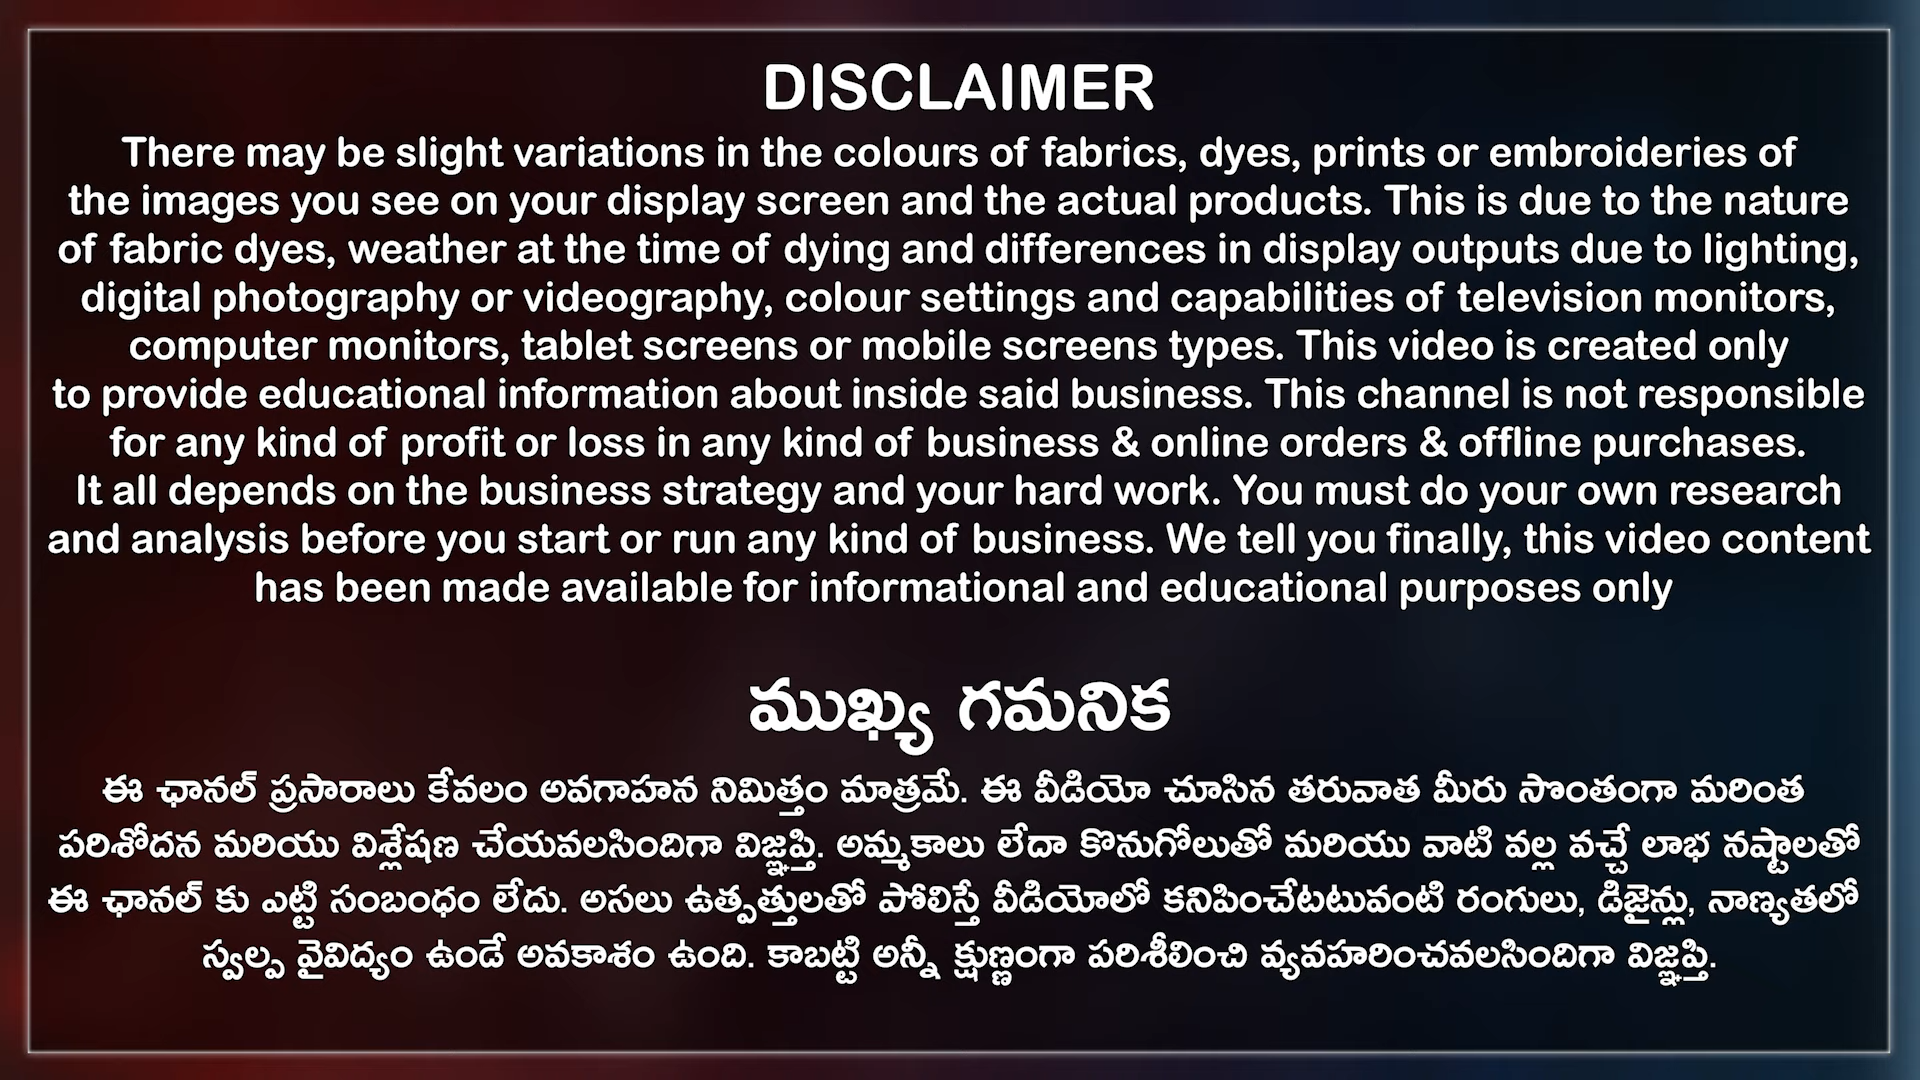 DISCLAIMER
There may be slight variations in the colours of fabrics, dyes, prints or embroideries of
the images you see on your display screen and the actual products. This is due to the nature
of fabric dyes, weather at the time of dying and differences in display outputs due to lighting,
digital photography or videography, colour settings and capabilities of television monitors,
computer monitors, tablet screens or mobile screens types. This video is created only
to provide educational information about inside said business. This channel is not responsible
for any kind of profit or loss in any kind of business & online orders & offline purchases.
It all depends on the business strategy and your hard work. You must do your own research
and analysis before you start or run any kind of business. We tell you finally, this video content
has been made available for informational and educational purposes only
ముఖ్య గమనిక
ఈ ఛానల్ ప్రసారాలు కేవలం అవగాహన నిమిత్తం మాత్రమే. ఈ వీడియో చూసిన తరువాత మీరు సొంతంగా మరింత
పరిశోదన మరియు విశ్లేషణ చేయవలసిందిగా విజ్ఞప్తి. అమ్మకాలు లేదా కొనుగోలుతో మరియు వాటి వల్ల వచ్చే లాభ నష్టాలతో
ఈ ఛానల్ కు ఎట్టి సంబంధం లేదు. అసలు ఉత్పత్తులతో పోలిస్తే వీడియోలో కనిపించేటటువంటి రంగులు, డిజైన్లు, నాణ్యతలో
స్వల్ప వైవిద్యం ఉండే అవకాశం ఉంది. కాబట్టి అన్నీ క్షుణ్ణంగా పరిశీలించి వ్యవహరించవలసిందిగా విజ్ఞప్తి.